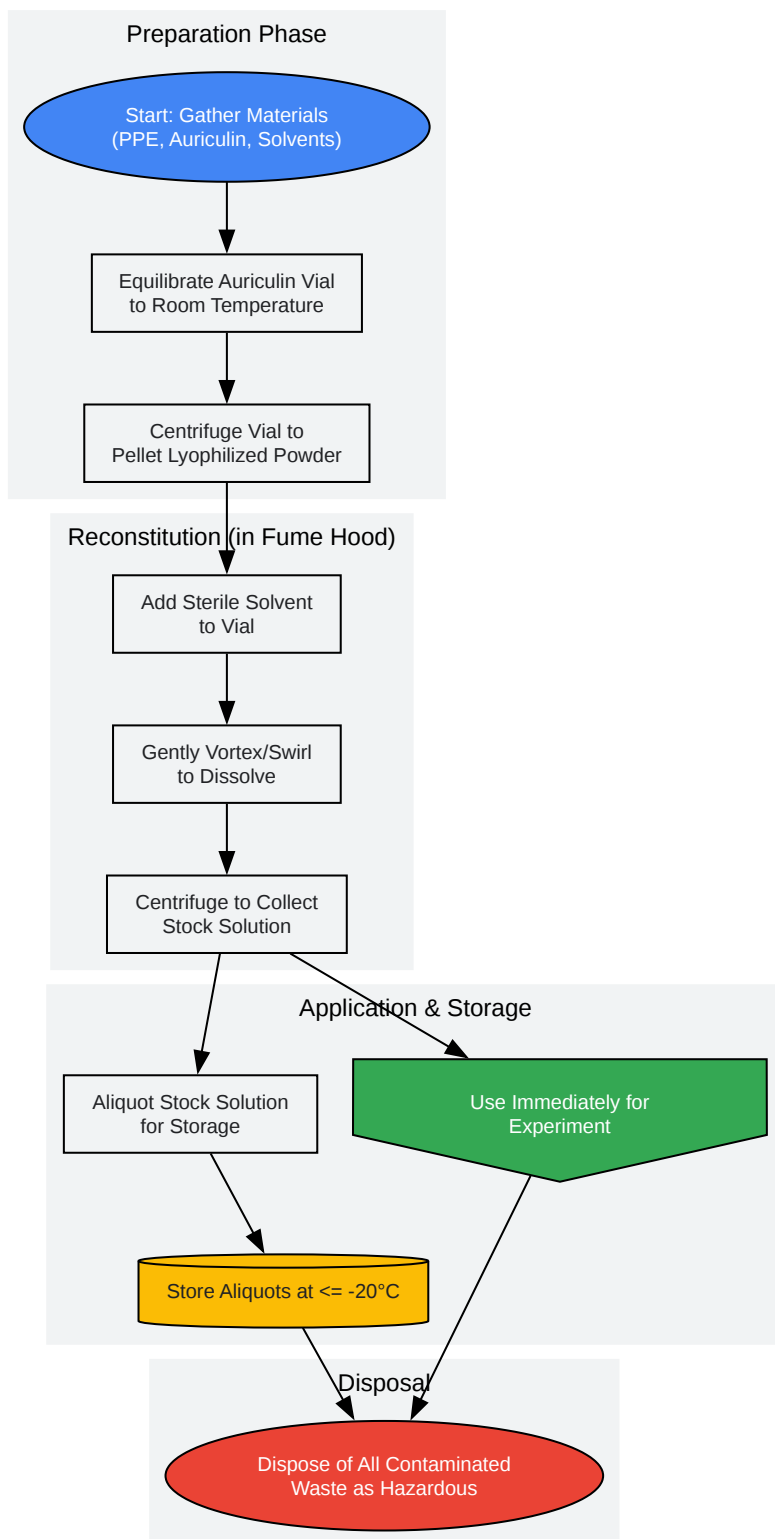 Preparation Phase
Start: Gather Materials
(PPE, Auriculin, Solvents)
Equilibrate Auriculin Vial
to Room Temperature
Centrifuge Vial to
Pellet Lyophilized Powder
Reconstitution (in Fume Hood)
Add Sterile Solvent
to Vial
Gently Vortex/Swirl
to Dissolve
Centrifuge to Collect
Stock Solution
Application & Storage
Aliquot Stock Solution
for Storage
Use Immediately for
Experiment
Store Aliquots at <= -20°C
Disposal
Dispose of All Contaminated
Waste as Hazardous